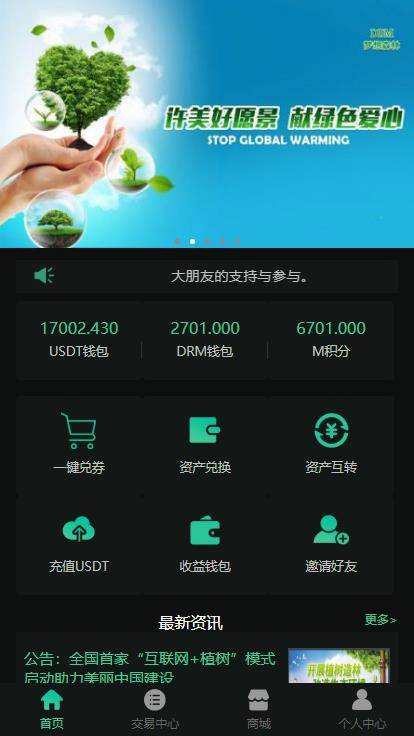 DRM
梦想森林
许美好愿景 献绿色爱心
STOP GLOBAL WARMING
大朋友的支持与参与。
17002.430 2701.000 6701.000
USDT钱包 DRM钱包 M积分
一键兑券 资产兑换 资产互转
充值USDT 收益钱包 邀请好友
最新资讯 更多>
公告：全国首家“互联网+植树”模式
启动助力美丽中国建设
开展植树造林
首页 交易中心 商城 个人中心